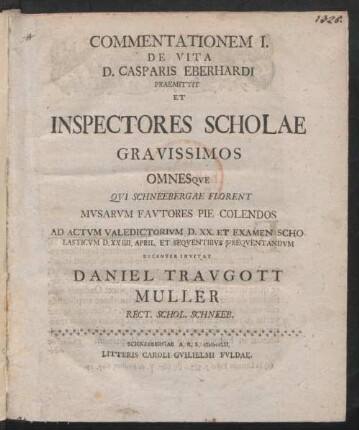 1326.
COMMENTATIONEM I.
DE VITA
D. CASPARIS EBERHARDI
PRAEMITTIT
ET
INSPECTORES SCHOLAE
GRAVISSIMOS
OMNESQVE
QVI SCHNEEBERGAE FLORENT
MVSARVM FAVTORES PIE COLENDOS
AD ACTVM VALEDICTORIVM D. XX. ET EXAMEN SCHO-
LASTICVM D. XXIIII. APRIL. ET SEQVENTIBVS FREQVENTANDVM
DECENTER INVITAT
DANIEL TRAVGOTT
MULLER
RECT. SCHOL. SCHNEEB.
SCHNEEBERGAE A. R. S.
LITTERIS CAROLI GVILIELMI FVLDAE.